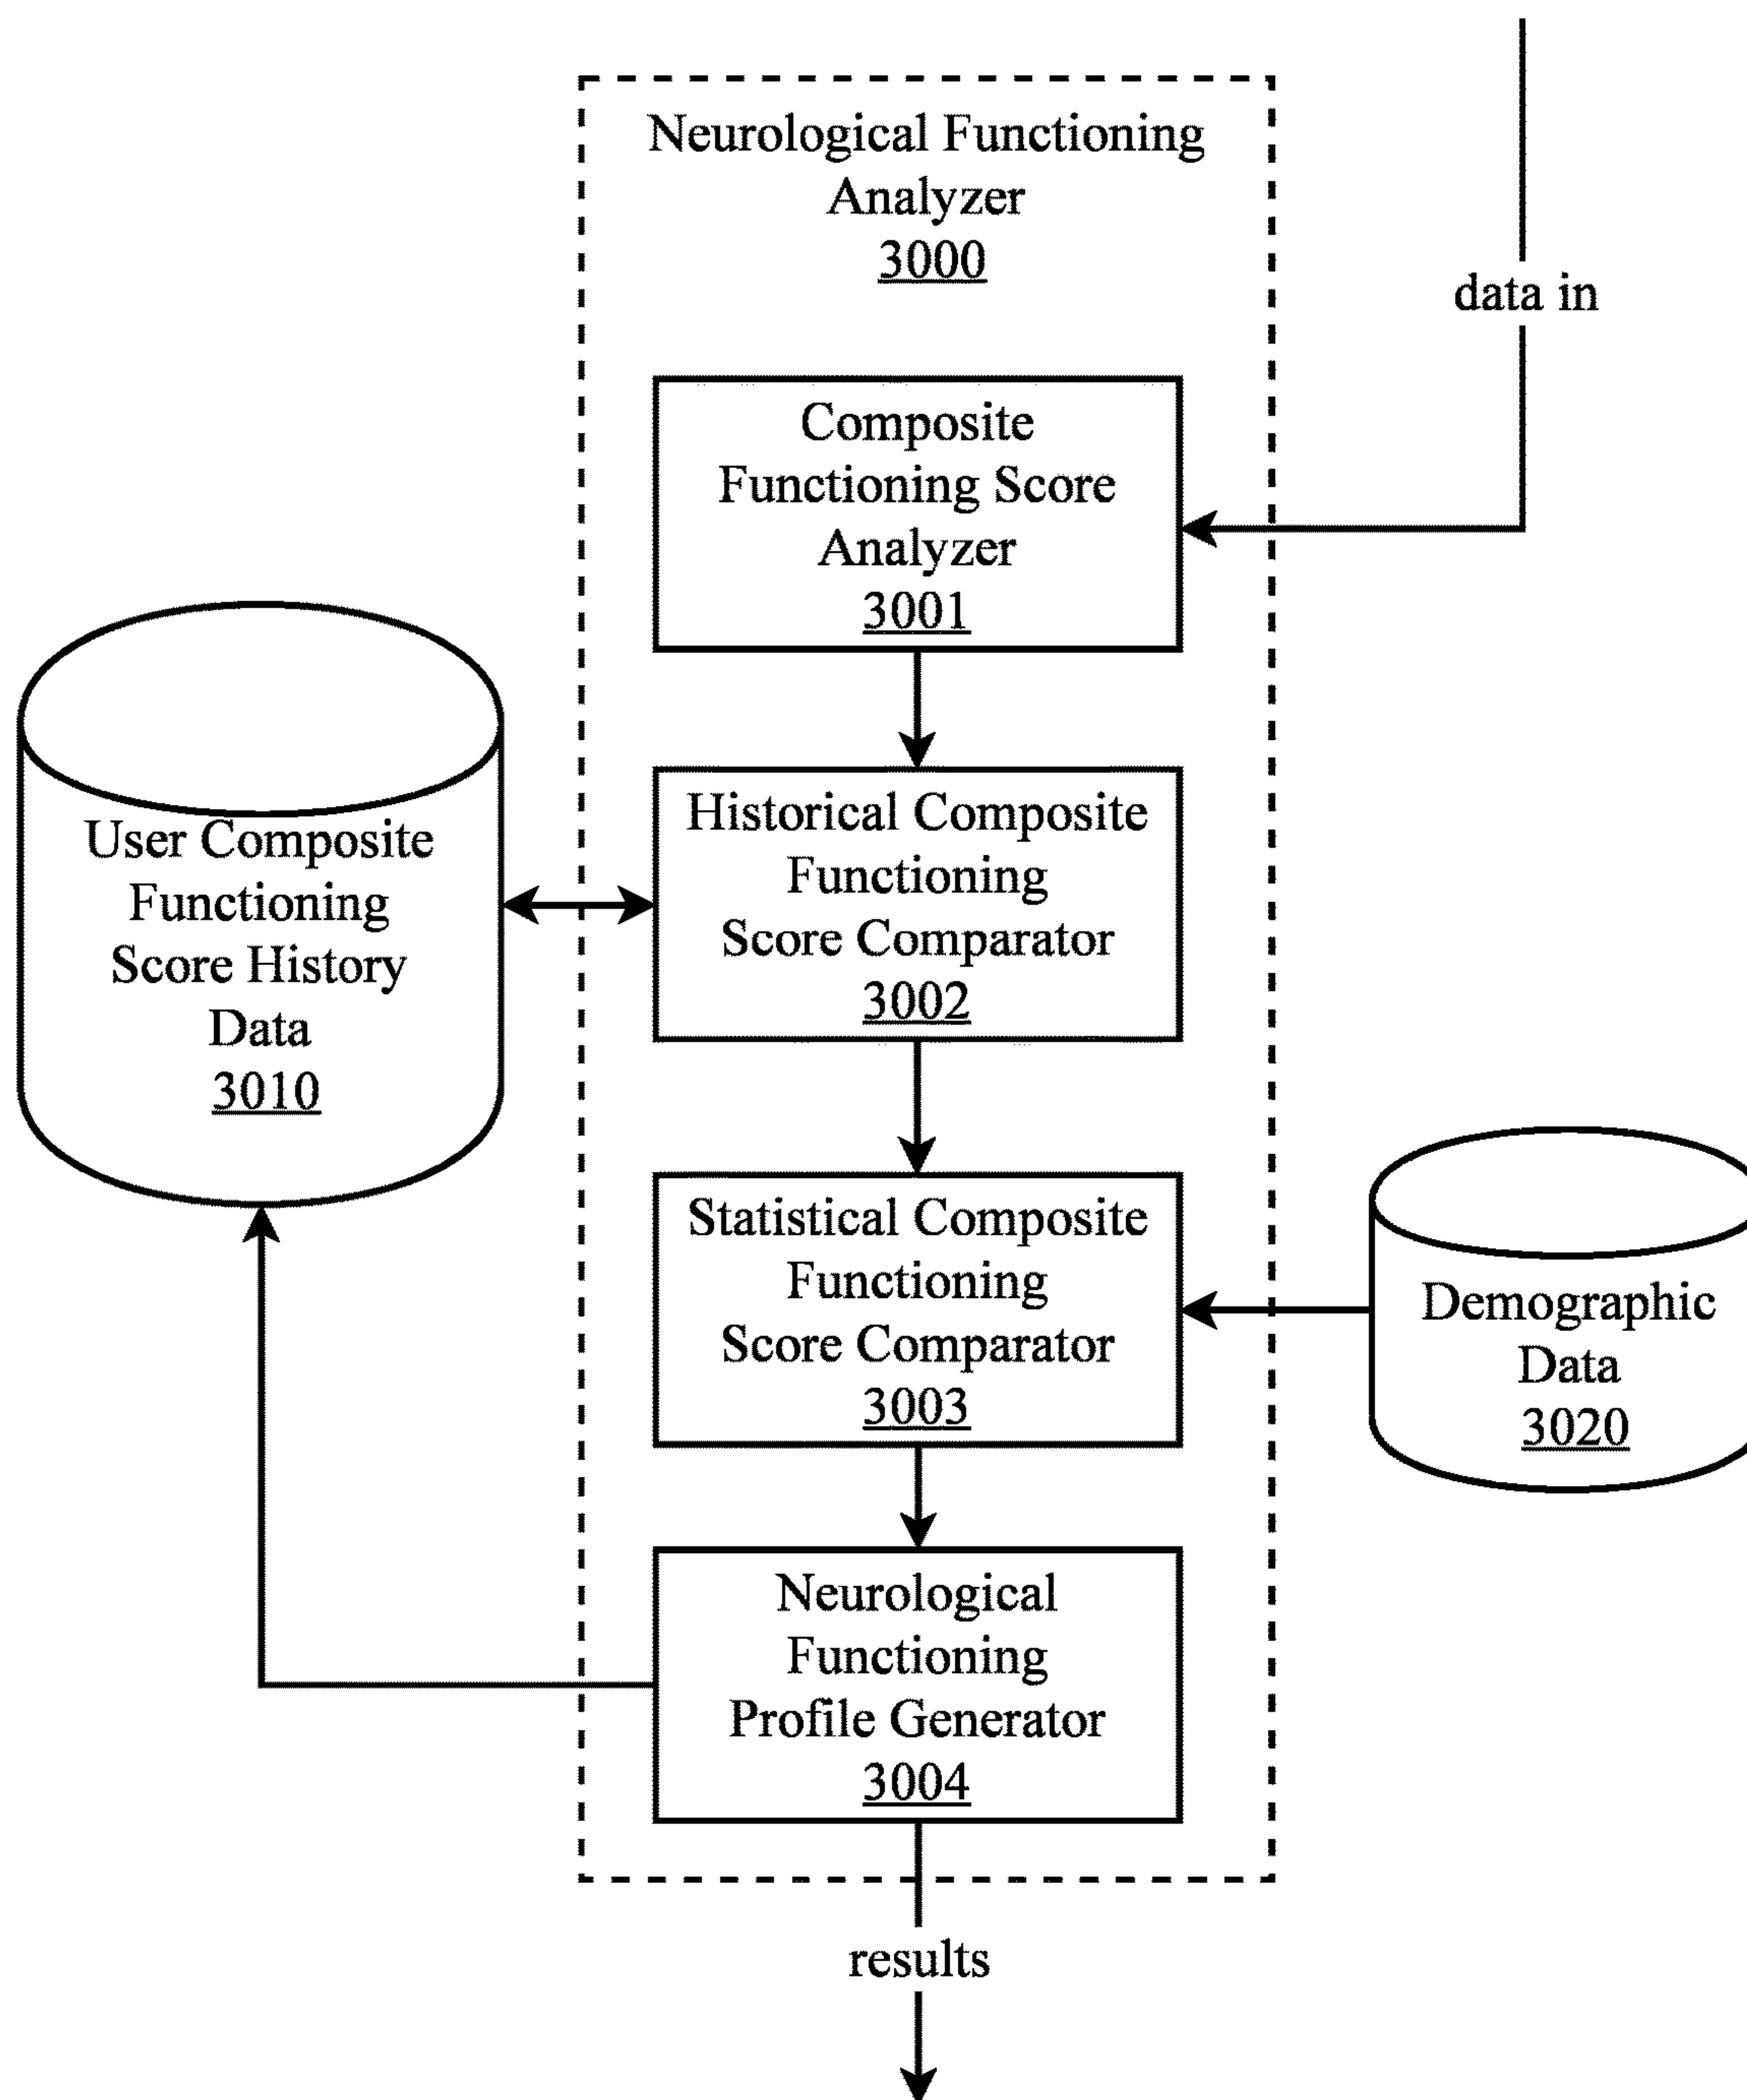 Neurological Functioning
Analyzer
3000
data in
Composite
Functioning Score
Analyzer
3001
User Composite
Functioning
Score History
Data
3010
Historical Composite
Functioning
Score Comparator
3002
Statistical Composite
Functioning
Score Comparator
3003
Demographic
Data
3020
Neurological
Functioning
Profile Generator
3004
results